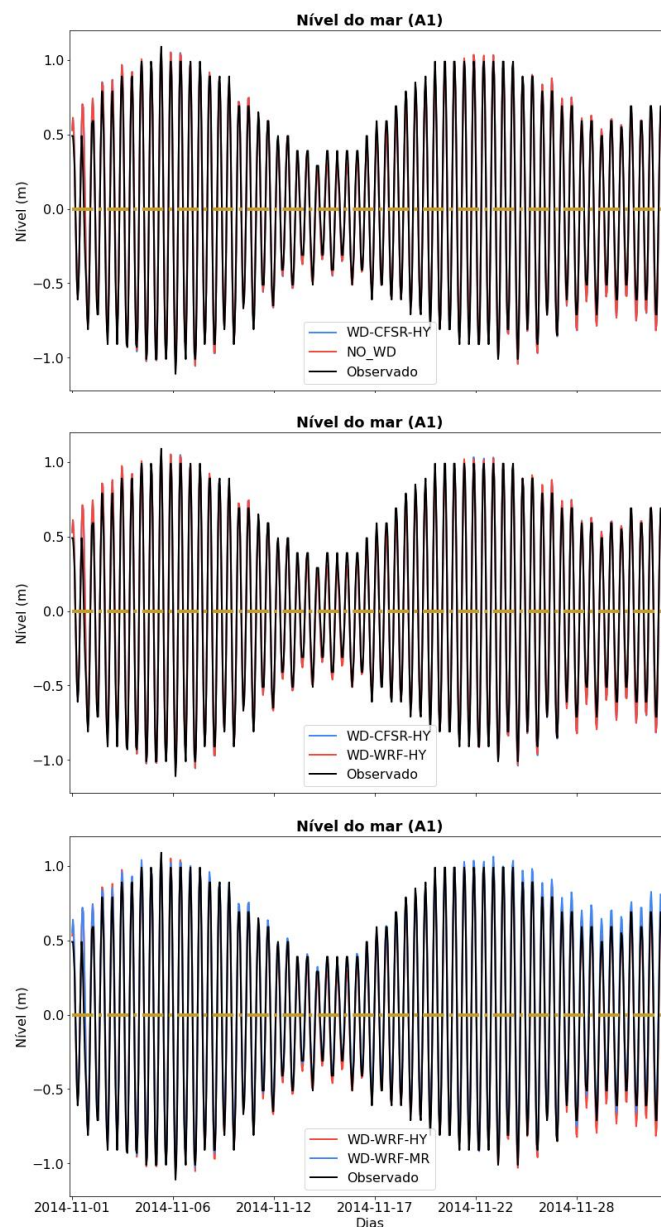 Nível do mar (A1)
1.0
0.5
0.0
−0.5
−1.0
Nível (m)
WD-CFSR-HY
NO_WD
Observado
Nível do mar (A1)
1.0
0.5
0.0
−0.5
−1.0
Nível (m)
WD-CFSR-HY
WD-WRF-HY
Observado
Nível do mar (A1)
1.0
0.5
0.0
−0.5
−1.0
Nível (m)
WD-WRF-HY
WD-WRF-MR
Observado
2014-11-01 2014-11-06 2014-11-12 2014-11-17 2014-11-22 2014-11-28
Dias